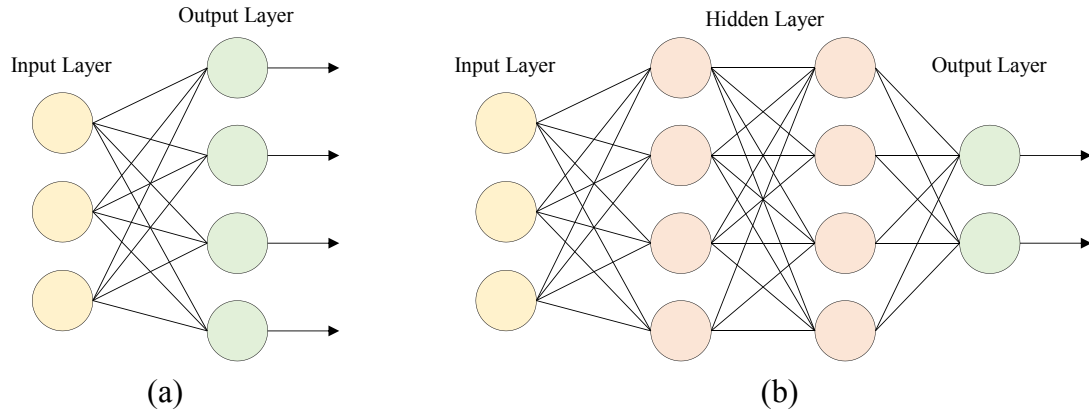 Output Layer
Input Layer
(a)
Hidden Layer
Input Layer
Output Layer
(b)